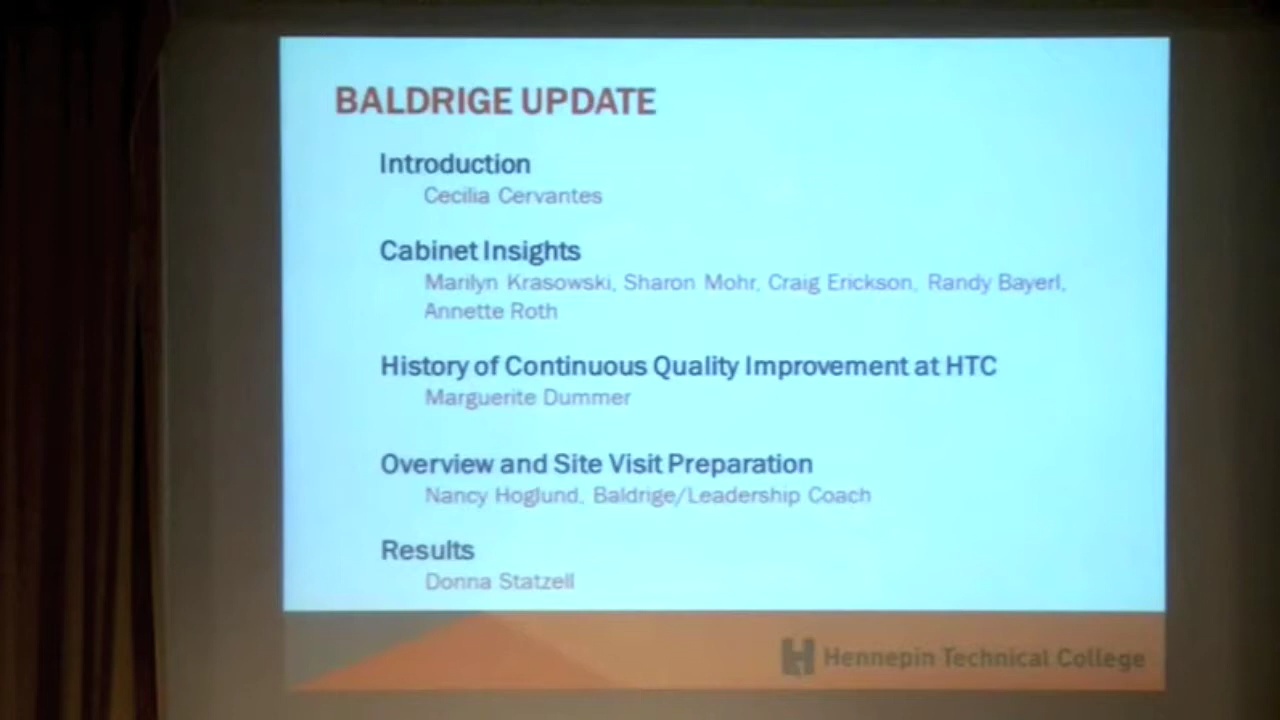 BALDRIGE UPDATE
Introduction
Cecilia Cervantes
Cabinet Insights
Marilyn Krasowski, Sharon Mohr, Craig Erickson, Randy Bayerl,
Annette Roth
History of Continuous Quality Improvement at HTC
Marguerite Dummer
Overview and Site Visit Preparation
Nancy Hoglund, Baldrige/Leadership Coach
Results
Donna Statzell
Hennepin Technical College